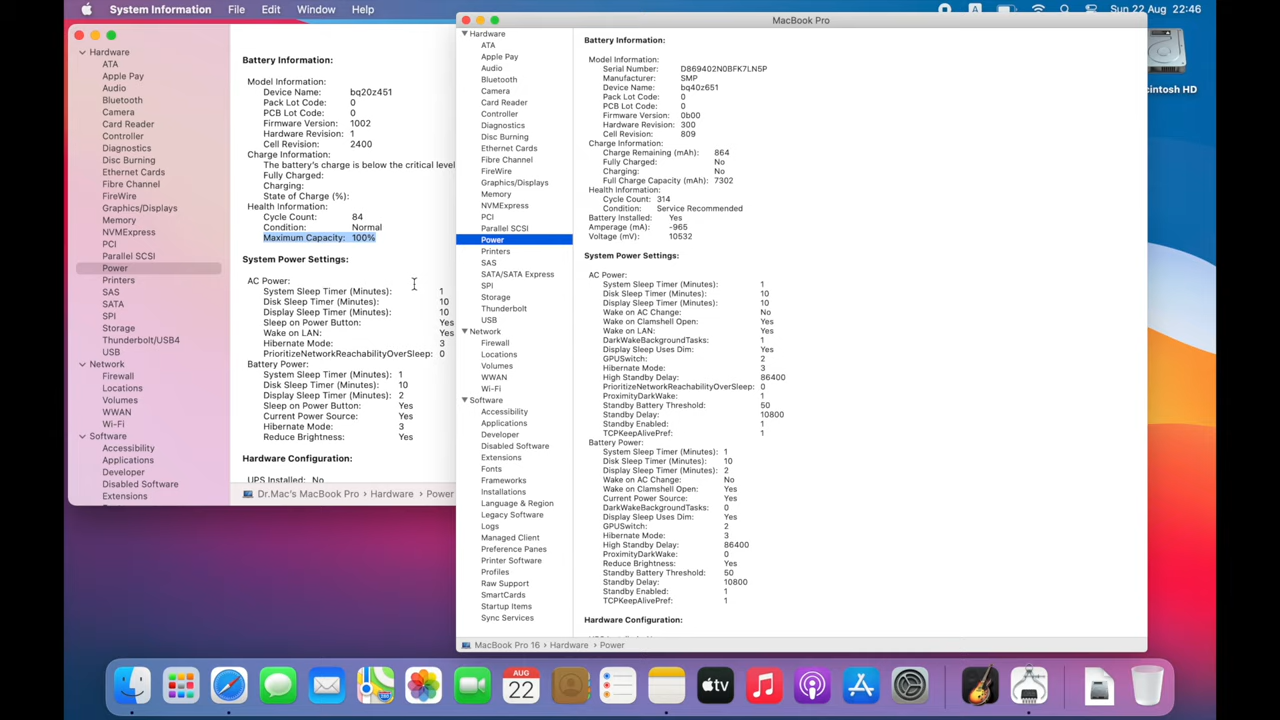 System Information File Edit Window Help
A Sun 22 Aug 22:46
Hardware
ATA
Apple Pay
Audio
Bluetooth
Camera
Card Reader
Controller
Diagnostics
Disc Burning
Ethernet Cards
Fibre Channel
FireWire
Graphics/Displays
Memory
NVMExpress
PCI
Parallel SCSI
Power
Printers
SAS
SATA
SPI
Storage
Thunderbolt/USB4
USB
Network
Firewall
Locations
Volumes
WWAN
Wi-Fi
Software
Accessibility
Applications
Developer
Disabled Software
Extensions
Battery Information:
Model Information:
Device Name: bq20z451
Pack Lot Code: 0
PCB Lot Code: 0
Firmware Version: 1002
Hardware Revision: 1
Cell Revision: 2400
Charge Information:
The battery's charge is below the critical level
Fully Charged:
Charging:
State of Charge (%):
Health Information:
Cycle Count: 84
Condition: Normal
Maximum Capacity: 100%
System Power Settings:
AC Power:
System Sleep Timer (Minutes): 1
Disk Sleep Timer (Minutes): 10
Display Sleep Timer (Minutes): 10
Sleep on Power Button: Yes
Wake on LAN: Yes
Hibernate Mode: 3
PrioritizeNetworkReachabilityOverSleep: 0
Battery Power:
System Sleep Timer (Minutes): 1
Disk Sleep Timer (Minutes): 10
Display Sleep Timer (Minutes): 2
Sleep on Power Button: Yes
Current Power Source: Yes
Hibernate Mode: 3
Reduce Brightness: Yes
Hardware Configuration:
UPS Installed: No
Dr.Mac's MacBook Pro › Hardware › Power
MacBook Pro
Hardware
ATA
Apple Pay
Audio
Bluetooth
Camera
Card Reader
Controller
Diagnostics
Disc Burning
Ethernet Cards
Fibre Channel
FireWire
Graphics/Displays
Memory
NVMExpress
PCI
Parallel SCSI
Power
Printers
SAS
SATA/SATA Express
SPI
Storage
Thunderbolt
USB
Network
Firewall
Locations
Volumes
WWAN
Wi-Fi
Software
Accessibility
Applications
Developer
Disabled Software
Extensions
Fonts
Frameworks
Installations
Language & Region
Legacy Software
Logs
Managed Client
Preference Panes
Printer Software
Profiles
Raw Support
SmartCards
Startup Items
Sync Services
Battery Information:
Model Information:
Serial Number: D869402N0BFK7LN5P
Manufacturer: SMP
Device Name: bq40z651
Pack Lot Code: 0
PCB Lot Code: 0
Firmware Version: 0b00
Hardware Revision: 300
Cell Revision: 809
Charge Information:
Charge Remaining (mAh): 864
Fully Charged: No
Charging: No
Full Charge Capacity (mAh): 7302
Health Information:
Cycle Count: 314
Condition: Service Recommended
Battery Installed: Yes
Amperage (mA): -965
Voltage (mV): 10532
System Power Settings:
AC Power:
System Sleep Timer (Minutes): 1
Disk Sleep Timer (Minutes): 10
Display Sleep Timer (Minutes): 10
Wake on AC Change: No
Wake on Clamshell Open: Yes
Wake on LAN: Yes
DarkWakeBackgroundTasks: 1
Display Sleep Uses Dim: Yes
GPUSwitch: 2
Hibernate Mode: 3
High Standby Delay: 86400
PrioritizeNetworkReachabilityOverSleep: 0
ProximityDarkWake: 1
Standby Battery Threshold: 50
Standby Delay: 10800
Standby Enabled: 1
TCPKeepAlivePref: 1
Battery Power:
System Sleep Timer (Minutes): 1
Disk Sleep Timer (Minutes): 10
Display Sleep Timer (Minutes): 2
Wake on AC Change: No
Wake on Clamshell Open: Yes
Current Power Source: Yes
DarkWakeBackgroundTasks: 0
Display Sleep Uses Dim: Yes
GPUSwitch: 2
Hibernate Mode: 3
High Standby Delay: 86400
ProximityDarkWake: 0
Reduce Brightness: Yes
Standby Battery Threshold: 50
Standby Delay: 10800
Standby Enabled: 1
TCPKeepAlivePref: 1
Hardware Configuration:
MacBook Pro 16 › Hardware › Power
cintosh HD
AUG
22
tv